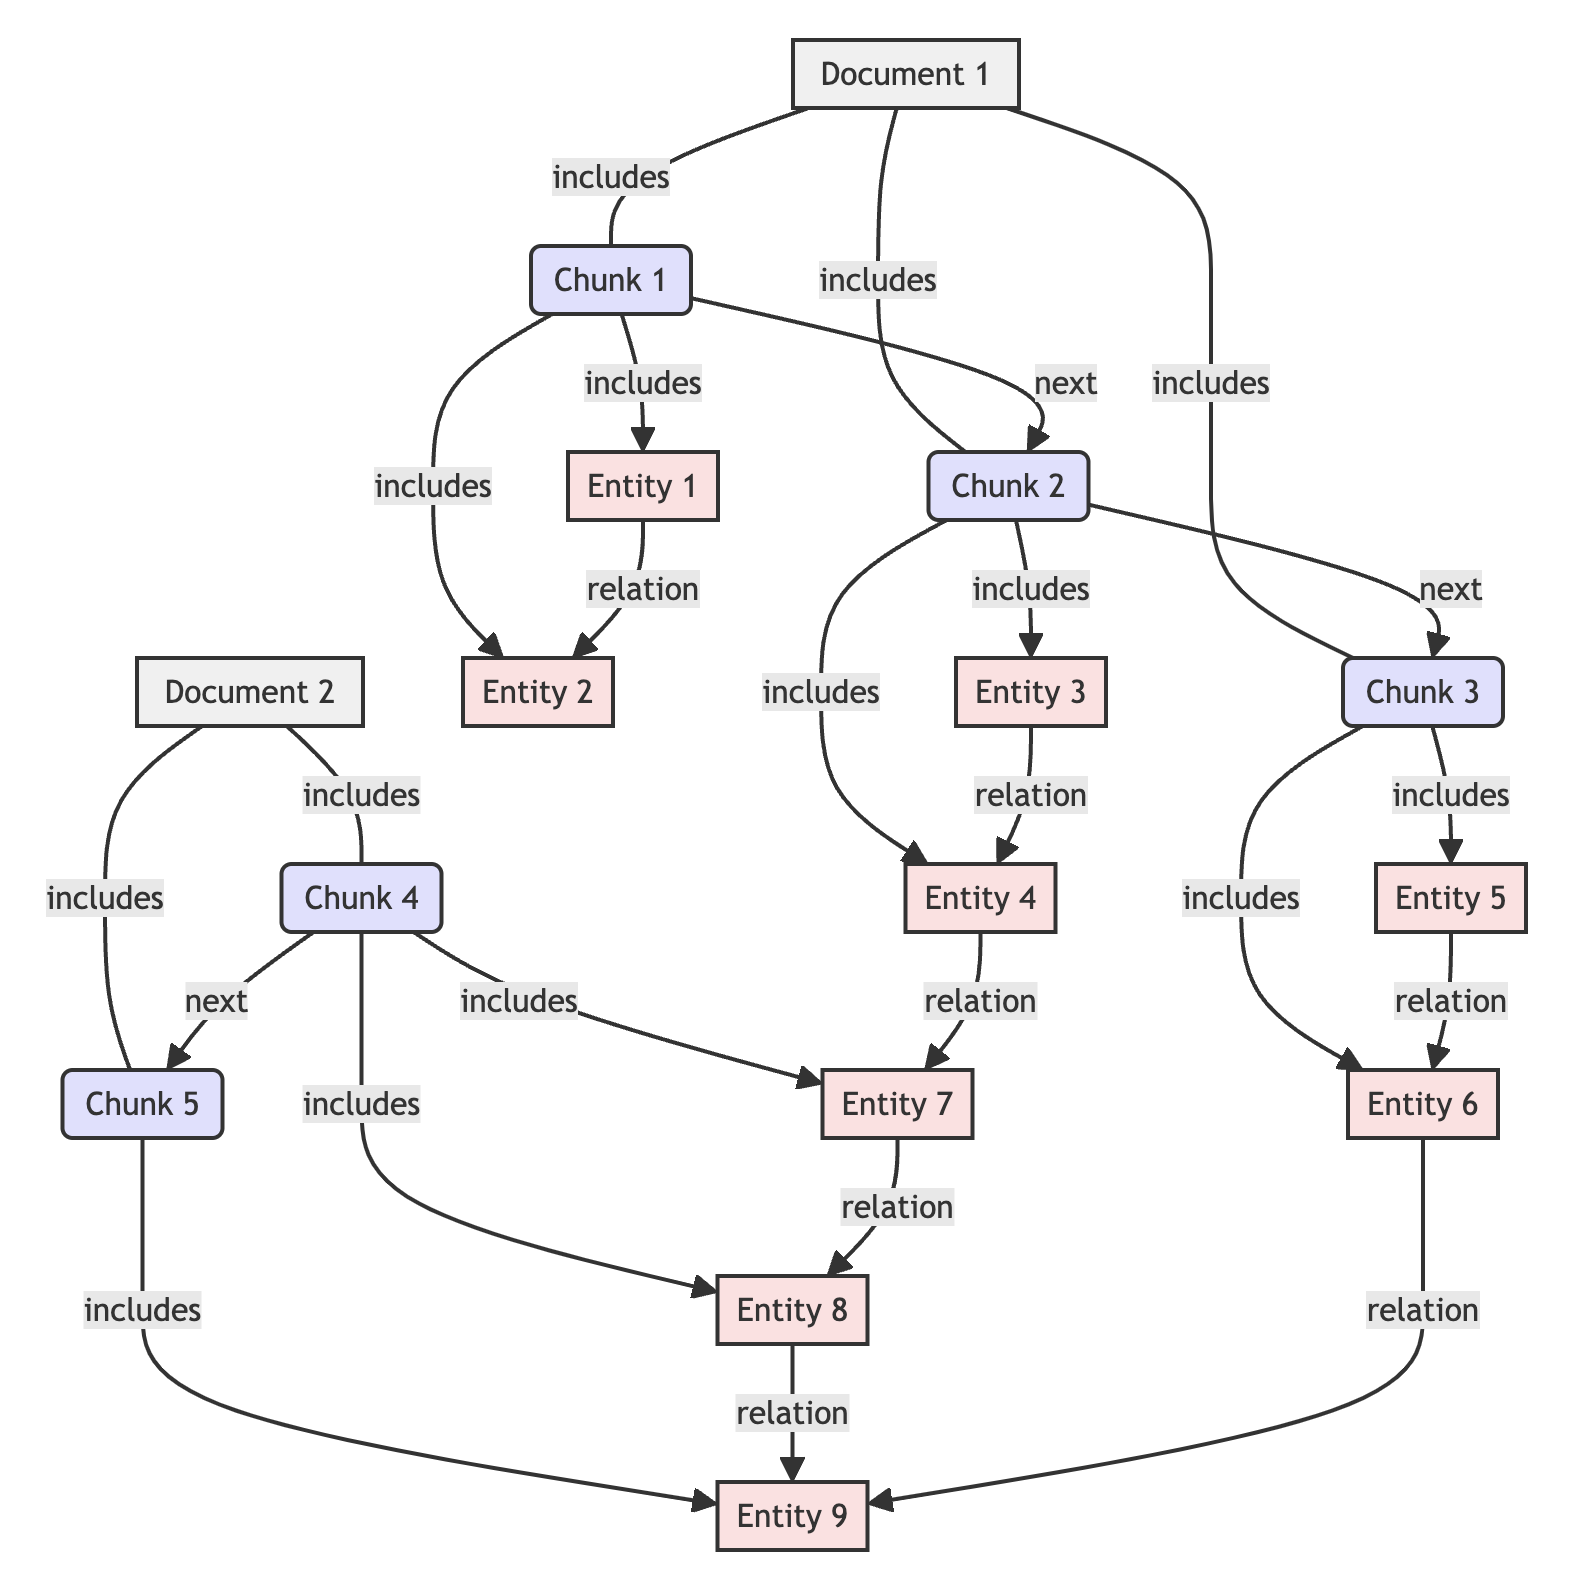 Document 1
includes
Chunk 1
includes
includes
includes
next
includes
Entity 1
Chunk 2
includes
relation
includes
next
Document 2
Entity 2
includes
Entity 3
Chunk 3
includes
relation
includes
includes
Chunk 4
Entity 4
includes
Entity 5
next
includes
relation
relation
Chunk 5
includes
Entity 7
Entity 6
relation
includes
Entity 8
relation
relation
Entity 9